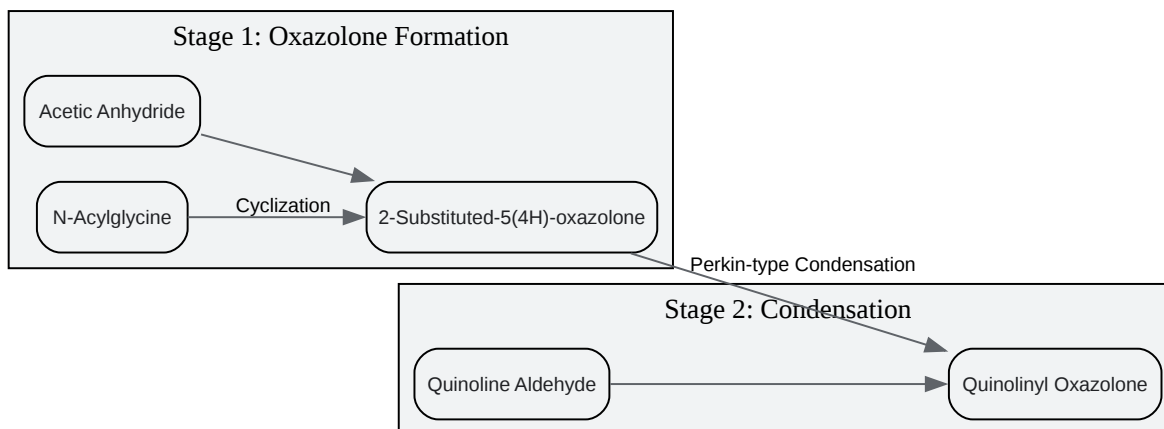 Stage 1: Oxazolone Formation
Acetic Anhydride
N-Acylglycine
Cyclization
2-Substituted-5(4H)-oxazolone
Perkin-type Condensation
Stage 2: Condensation
Quinoline Aldehyde
Quinolinyl Oxazolone